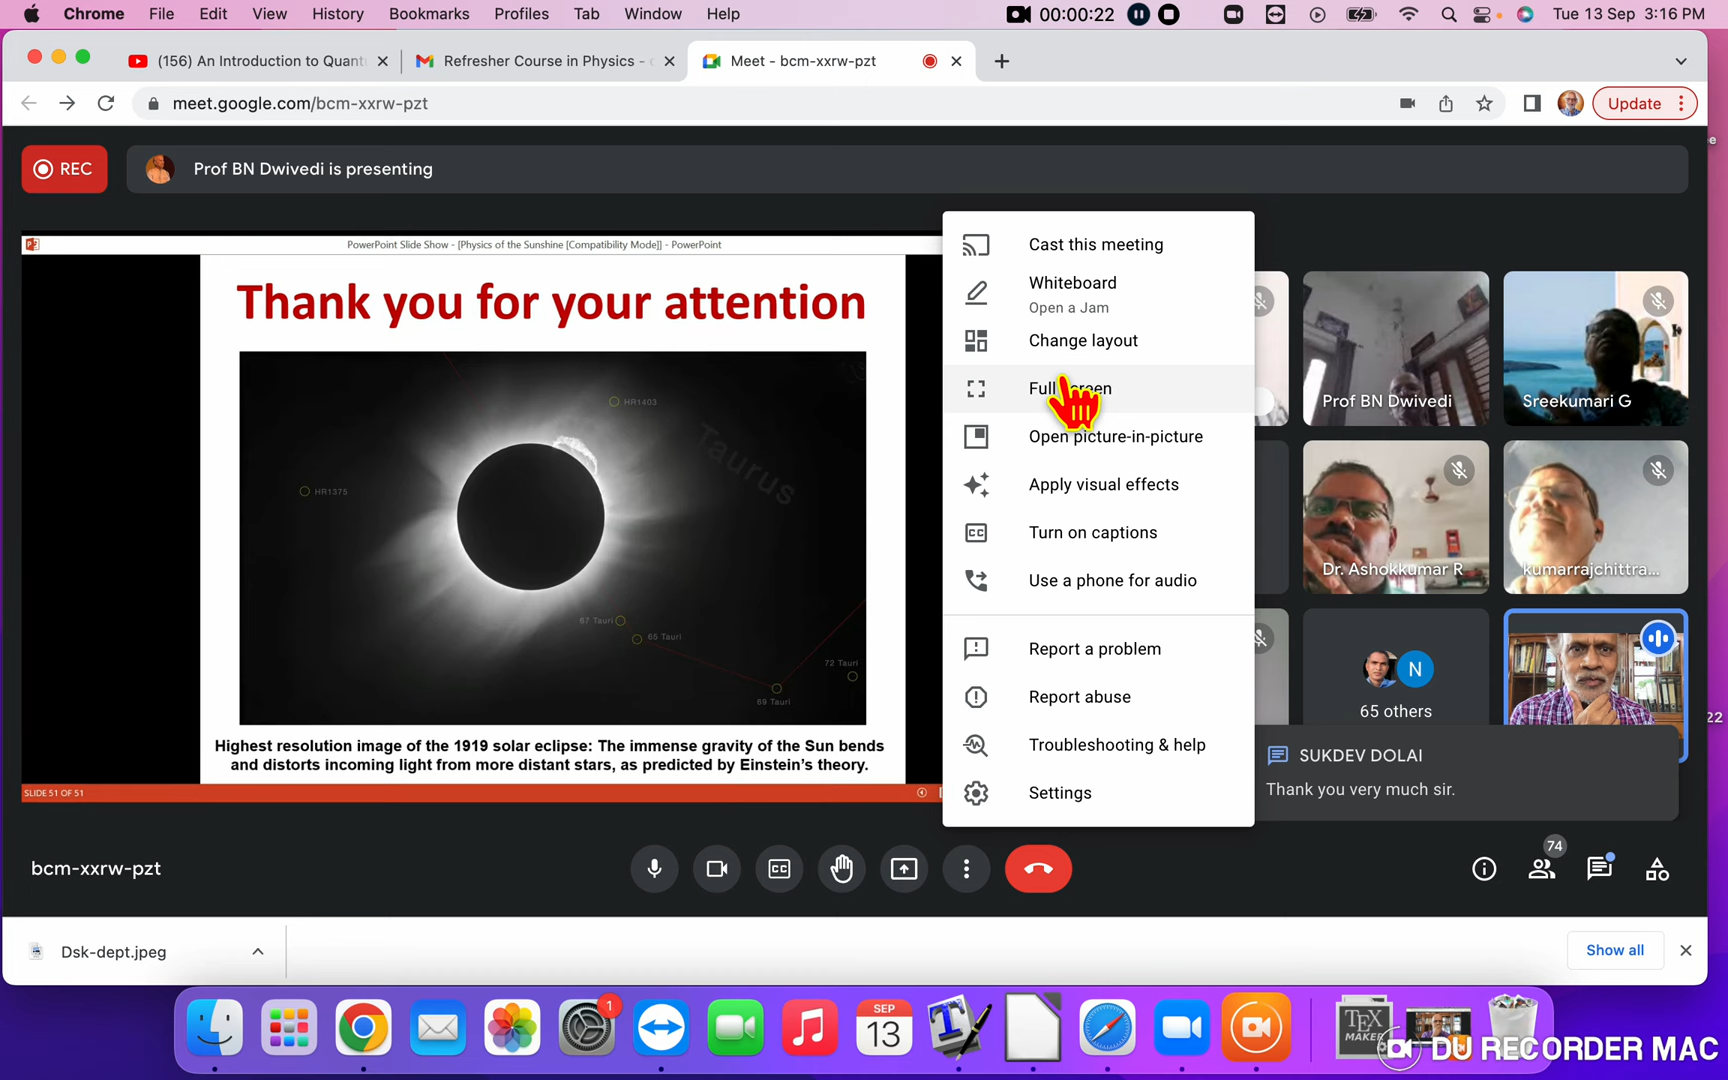 Chrome File Edit View History Bookmarks Profiles Tab Window Help 00:00:22 Tue 13 Sep 3:16 PM
(156) An Introduction to Quant
Refresher Course in Physics -
Meet - bcm-xxrw-pzt
meet.google.com/bcm-xxrw-pzt
Update
REC
Prof BN Dwivedi is presenting
PowerPoint Slide Show - [Physics of the Sunshine [Compatibility Mode]] - PowerPoint
Thank you for your attention
HR1403
Taurus
HR1375
67 Tauri
65 Tauri
72 Tauri
69 Tauri
Highest resolution image of the 1919 solar eclipse: The immense gravity of the Sun bends
and distorts incoming light from more distant stars, as predicted by Einstein's theory.
SLIDE 51 OF 51
Cast this meeting
Whiteboard
Open a Jam
Change layout
Full screen
Open picture-in-picture
Apply visual effects
Turn on captions
Use a phone for audio
Report a problem
Report abuse
Troubleshooting & help
Settings
Prof BN Dwivedi
Sreekumari G
Dr. Ashokkumar R
kumarrajchittra...
N
65 others
SUKDEV DOLAI
Thank you very much sir.
bcm-xxrw-pzt
CC
74
Dsk-dept.jpeg
Show all
1
SEP
13
TEX
MAKER
DU RECORDER MAC
22